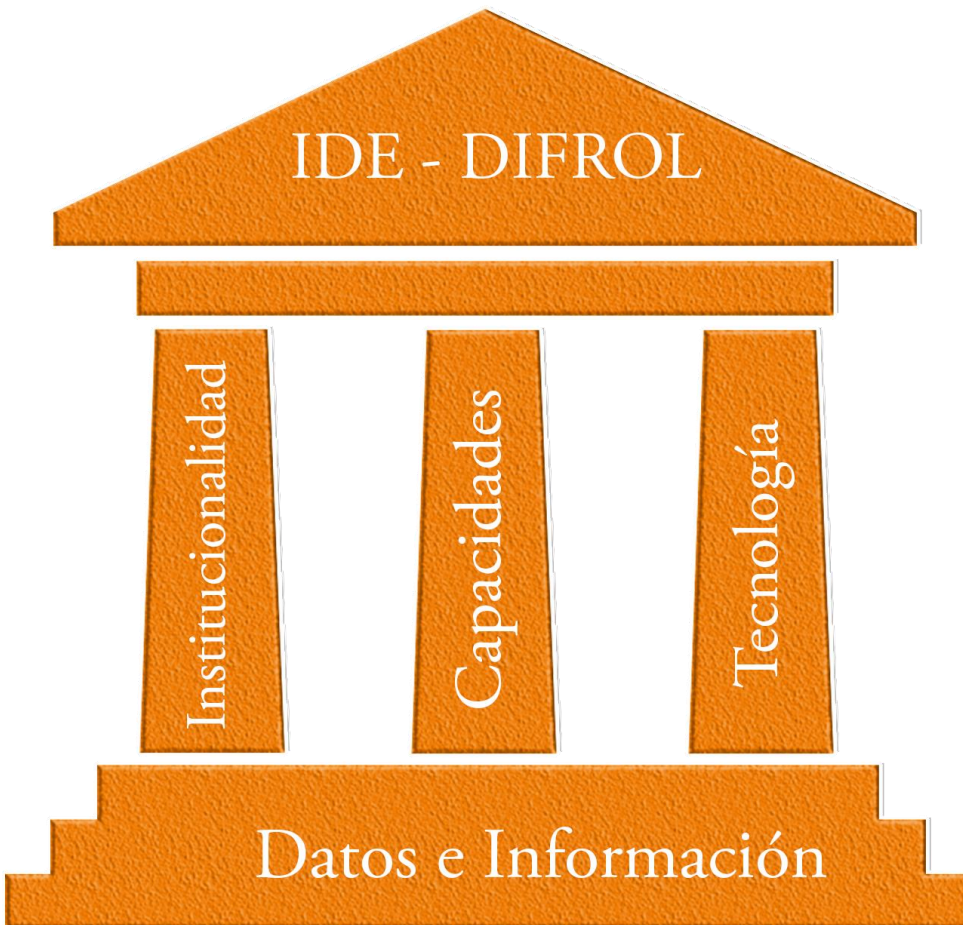 IDE - DIFROL
Institucionalidad
Capacidades
Tecnología
Datos e Información